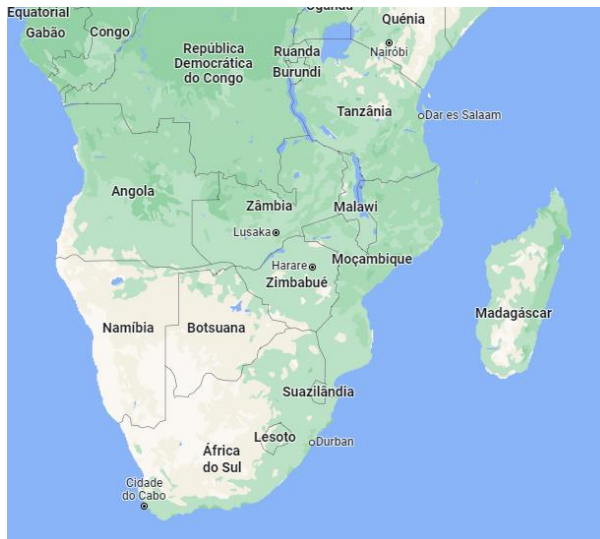 Equatorial
Gabão
Congo
Uganda
Quénia
República
Democrática
do Congo
Ruanda
Nairóbi
Burundi
Tanzânia
Dar es Salaam
Angola
Zâmbia
Malawi
Lusaka
Moçambique
Harare
Zimbabué
Madagáscar
Namíbia
Botsuana
Suazilândia
África
do Sul
Lesoto
Durban
Cidade
do Cabo